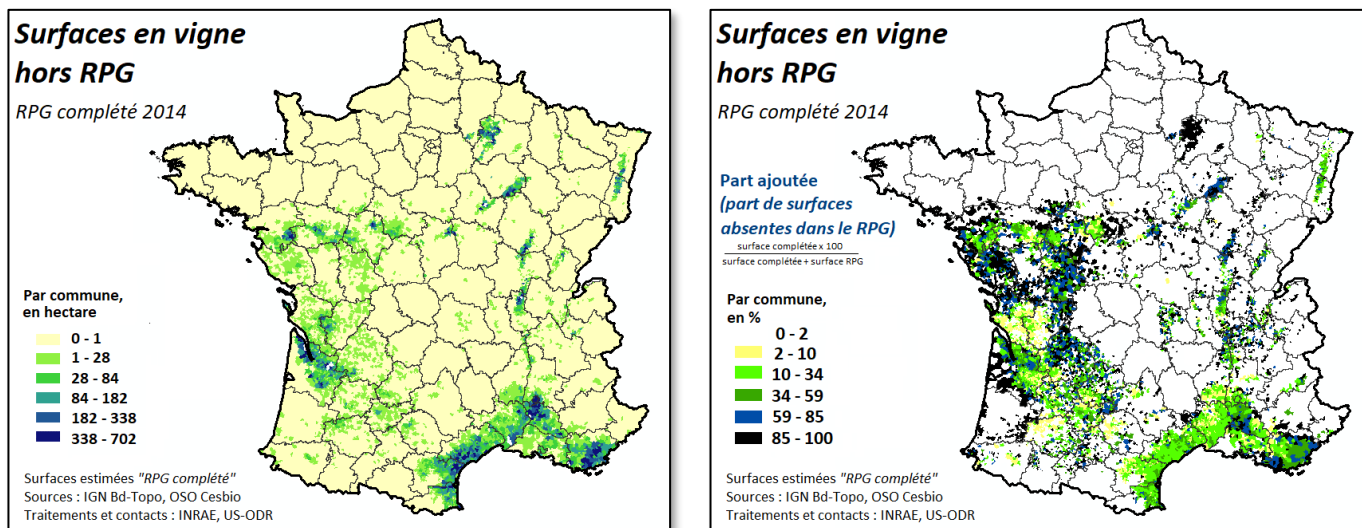 Surfaces en vigne
hors RPG
RPG complété 2014
Par commune,
en hectare
0 - 1
1 - 28
28 - 84
84 - 182
182 - 338
338 - 702
Surfaces estimées "RPG complété"
Sources : IGN Bd-Topo, OSO Cesbio
Traitements et contacts : INRAE, US-ODR
Surfaces en vigne
hors RPG
RPG complété 2014
Part ajoutée
(part de surfaces
absentes dans le RPG)
surface complétée x 100
surface complétée + surface RPG
Par commune,
en %
0 - 2
2 - 10
10 - 34
34 - 59
59 - 85
85 - 100
Surfaces estimées "RPG complété"
Sources : IGN Bd-Topo, OSO Cesbio
Traitements et contacts : INRAE, US-ODR